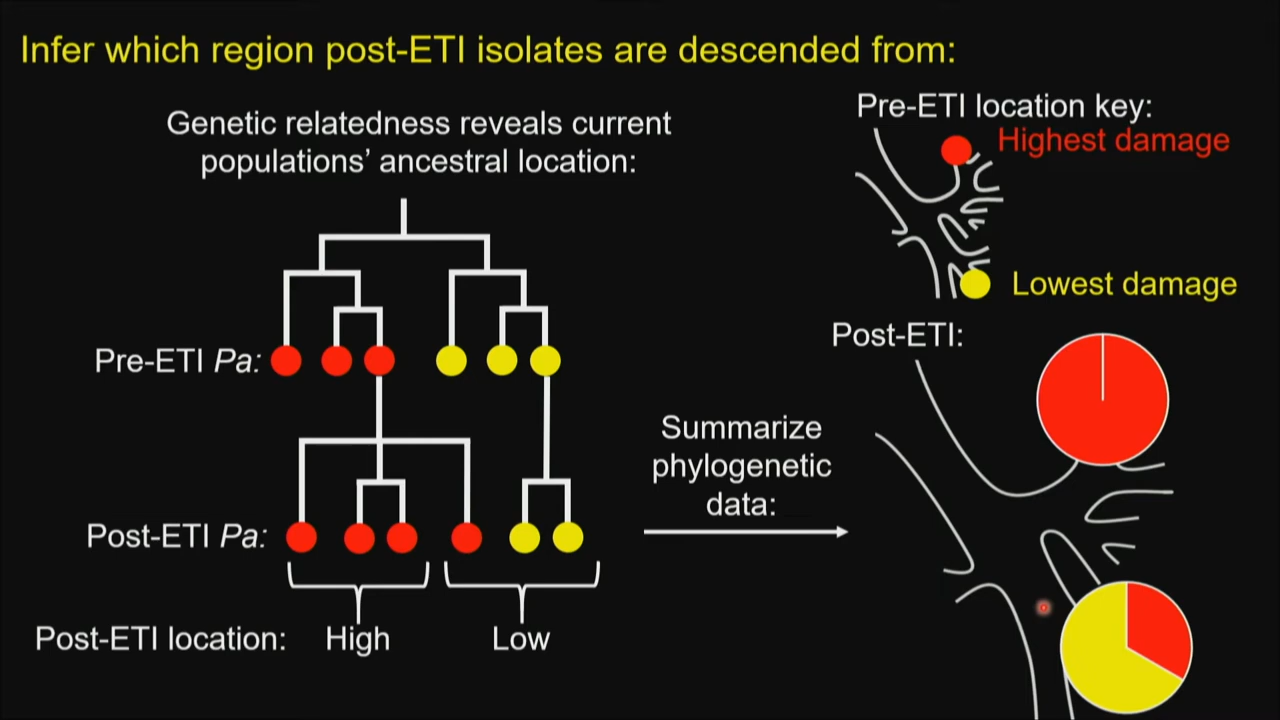 Infer which region post-ETI isolates are descended from:
Genetic relatedness reveals current
populations’ ancestral location:
Pre-ETI Pa:
Post-ETI Pa:
Post-ETI location:
High
Low
Summarize
phylogenetic
data:
Pre-ETI location key:
Highest damage
Lowest damage
Post-ETI: